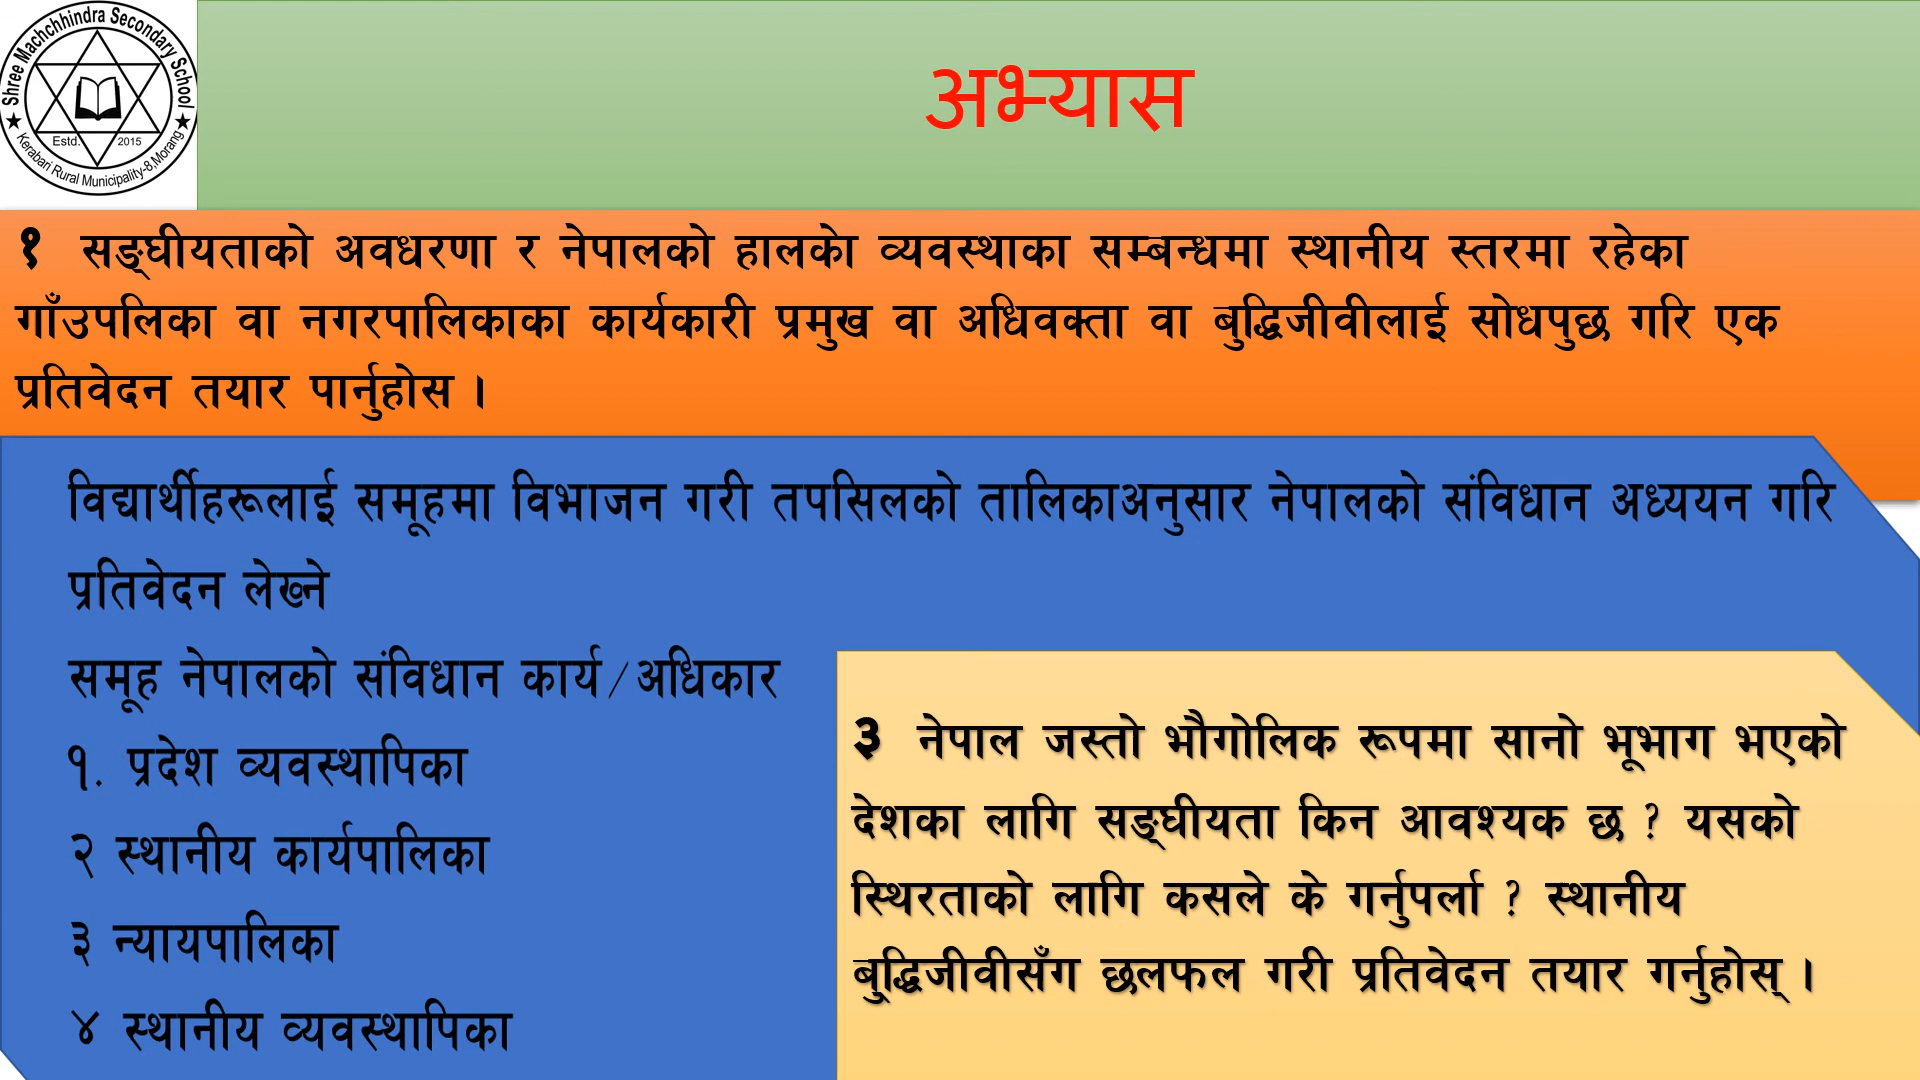 Shree Machchhindra Secondary School
Estd. 2015
Kerabari Rural Municipality-8,Morang
अभ्यास
१ सङ्घीयताको अवधरणा र नेपालको हालको व्यवस्थाका सम्बन्धमा स्थानीय स्तरमा रहेका
गाँउपलिका वा नगरपालिकाका कार्यकारी प्रमुख वा अधिवक्ता वा बुद्धिजीवीलाई सोधपुछ गरि एक
प्रतिवेदन तयार पार्नुहोस ।
विद्यार्थीहरूलाई समूहमा विभाजन गरी तपसिलको तालिकाअनुसार नेपालको संविधान अध्ययन गरि
प्रतिवेदन लेख्ने
समूह नेपालको संविधान कार्य/अधिकार
१. प्रदेश व्यवस्थापिका
२ स्थानीय कार्यपालिका
३ न्यायपालिका
४ स्थानीय व्यवस्थापिका
३ नेपाल जस्तो भौगोलिक रूपमा सानो भूभाग भएको
देशका लागि सङ्घीयता किन आवश्यक छ ? यसको
स्थिरताको लागि कसले के गर्नुपर्ला ? स्थानीय
बुद्धिजीवीसँग छलफल गरी प्रतिवेदन तयार गर्नुहोस् ।